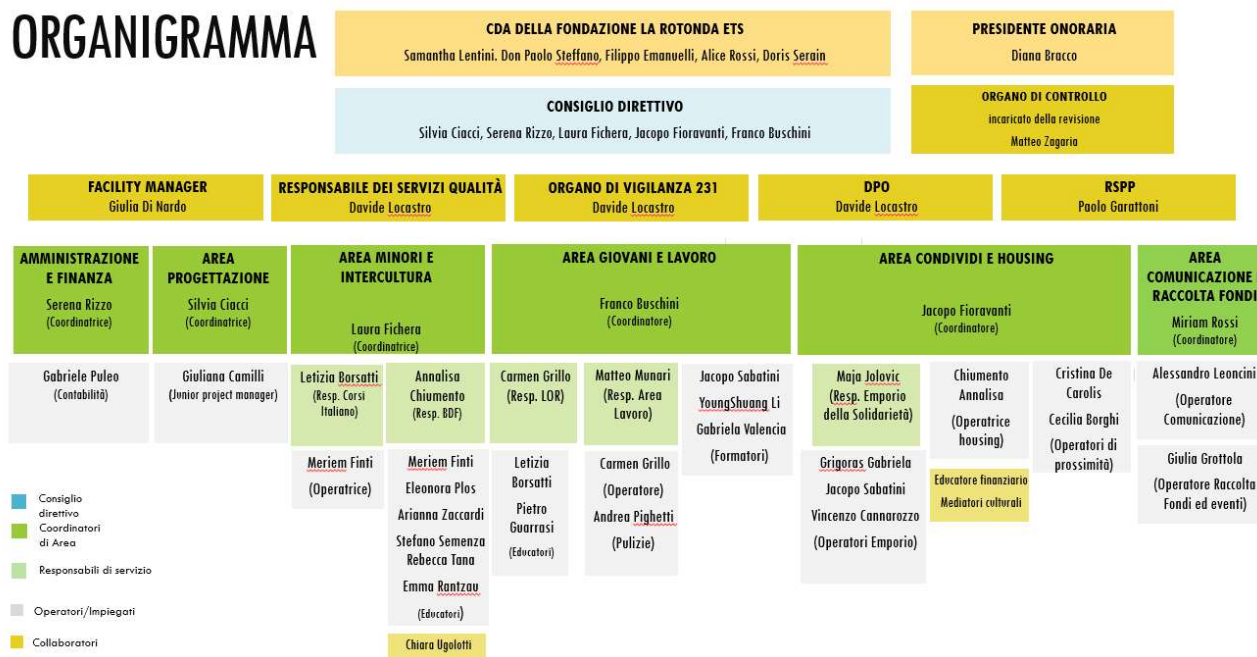 ORGANIGRAMMA
CDA DELLA FONDAZIONE LA ROTONDA ETS
Samantha Lentini. Don Paolo Steffano, Filippo Emanuelli, Alice Rossi, Doris Serain
PRESIDENTE ONORARIA
Diana Bracco
CONSIGLIO DIRETTIVO
Silvia Ciacci, Serena Rizzo, Laura Fichera, Jacopo Fioravanti, Franco Buschini
ORGANO DI CONTROLLO
incaricato della revisione
Matteo Zagaria
FACILITY MANAGER
Giulia Di Nardo
RESPONSABILE DEI SERVIZI QUALITÀ
Davide Locastro
ORGANO DI VIGILANZA 231
Davide Locastro
DPO
Davide Locastro
RSPP
Paolo Garattoni
AMMINISTRAZIONE
E FINANZA
Serena Rizzo
(Coordinatrice)
AREA
PROGETTAZIONE
Silvia Ciacci
(Coordinatrice)
AREA MINORI E
INTERCULTURA
Laura Fichera
(Coordinatrice)
AREA GIOVANI E LAVORO
Franco Buschini
(Coordinatore)
AREA CONDIVIDI E HOUSING
Jacopo Fioravanti
(Coordinatore)
AREA
COMUNICAZIONE
RACCOLTA FONDI
Miriam Rossi
(Coordinatore)
Gabriele Puleo
(Contabilità)
Giuliana Camilli
(Junior project manager)
Letizia Borsatti
(Resp. Corsi
Italiano)
Meriem Finti
(Operatrice)
Annalisa
Chiumento
(Resp. BDF)
Meriem Finti
Eleonora Plos
Arianna Zaccardi
Stefano Semenza
Rebecca Tana
Emma Rantzau
(Educatori)
Chiara Ugolotti
Carmen Grillo
(Resp. LOR)
Letizia
Borsatti
Pietro
Guarrasi
(Educatori)
Matteo Munari
(Resp. Area
Lavoro)
Carmen Grillo
(Operatore)
Andrea Pighetti
(Pulizie)
Jacopo Sabatini
YoungShuang Li
Gabriela Valencia
(Formatori)
Maja Jolovic
(Resp. Emporio
della Solidarietà)
Grigoras Gabriela
Jacopo Sabatini
Vincenzo Cannarozzo
(Operatori Emporio)
Chiumento
Annalisa
(Operatrice
housing)
Educatore finanziario
Mediatori culturali
Cristina De
Carolis
Cecilia Borghi
(Operatori di
prossimità)
Alessandro Leoncini
(Operatore
Comunicazione)
Giulia Grottola
(Operatore Raccolta
Fondi ed eventi)
Consiglio
direttivo
Coordinatori
di Area
Responsabili di servizio
Operatori/Impiegati
Collaboratori